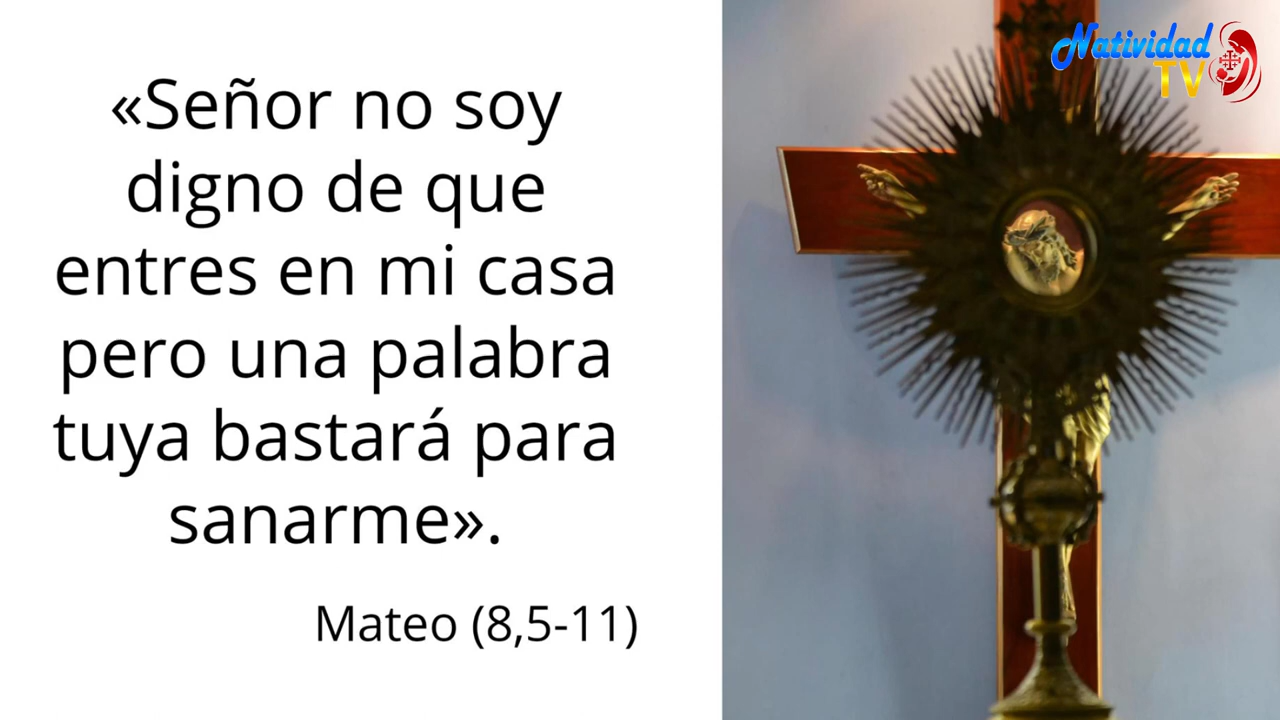 «Señor no soy
digno de que
entres en mi casa
pero una palabra
tuya bastará para
sanarme».
Mateo (8,5-11)
Natividad
TV